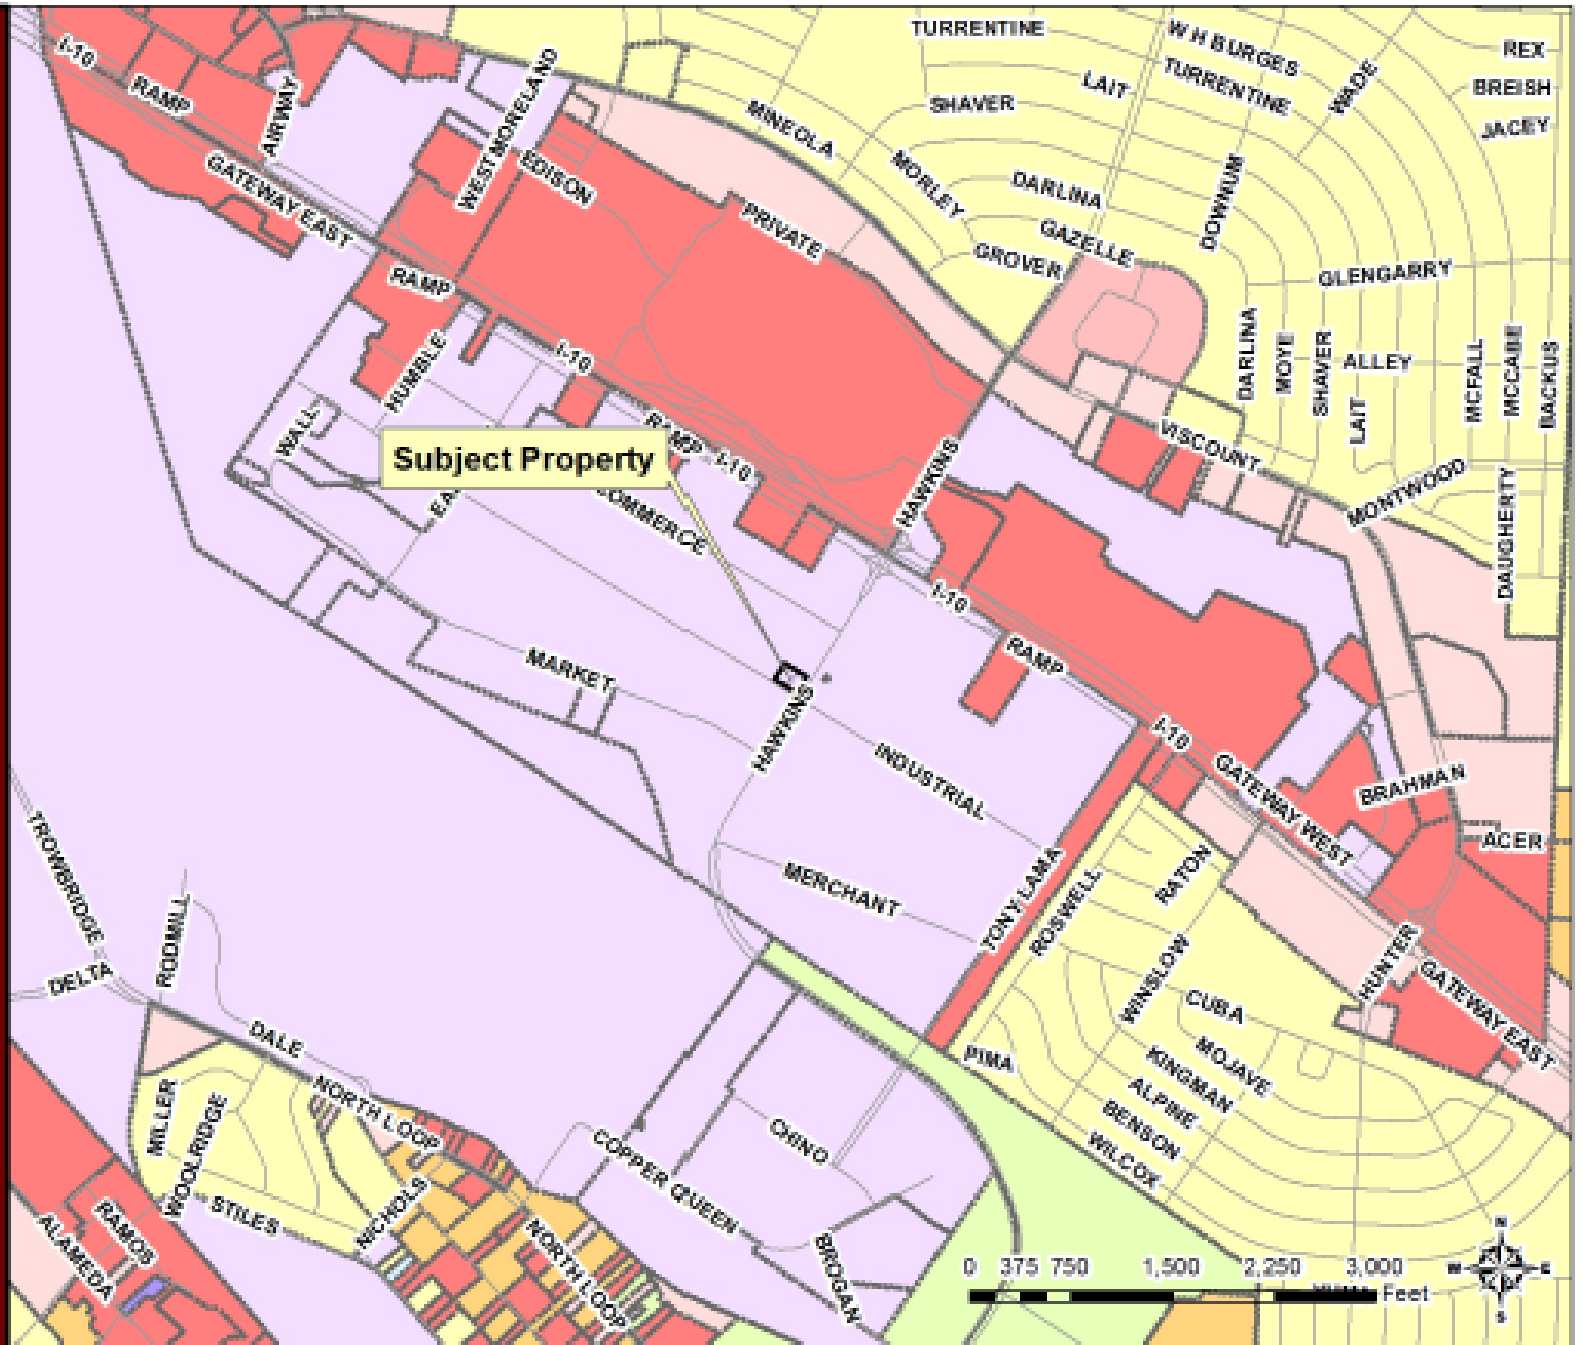 TURRENTINE
W H BURGES
REX
I-10
RAMP
AIRWAY
WESTMORELAND
LAIT
TURRENTINE
WADE
BREISH
SHAVER
JACEY
MINEOLA
GATEWAY EAST
EDISON
MORLEY
DARLINA
DOWNUM
PRIVATE
GAZELLE
GROVER
GLENGARRY
RAMP
HUMBLE
I-10
DARLINA
MOYE
SHAVER
ALLEY
LAIT
MCFALL
MCCABE
BACKUS
WALL
RAMP
I-10
Subject Property
HAWKINS
VISCOUNT
MONTWOOD
COMMERCE
DAUGHERTY
I-10
RAMP
MARKET
HAWKINS
I-10
INDUSTRIAL
GATEWAY WEST
BRAHMAN
ACER
TROWBRIDGE
MERCHANT
TONY LAMA
ROSWELL
RATON
RODMILL
DELTA
WINSLOW
HUNTER
GATEWAY EAST
CUBA
DALE
PIMA
MOJAVE
KINGMAN
ALPINE
BENSON
WILCOX
MILLER
WOOLRIDGE
NORTH LOOP
CHINO
COPPER QUEEN
STILES
NICHOLS
RAMOS
ALAMEDA
NORTH LOOP
BROGAN
N
W
E
S
0 375 750 1,500 2,250 3,000
Feet